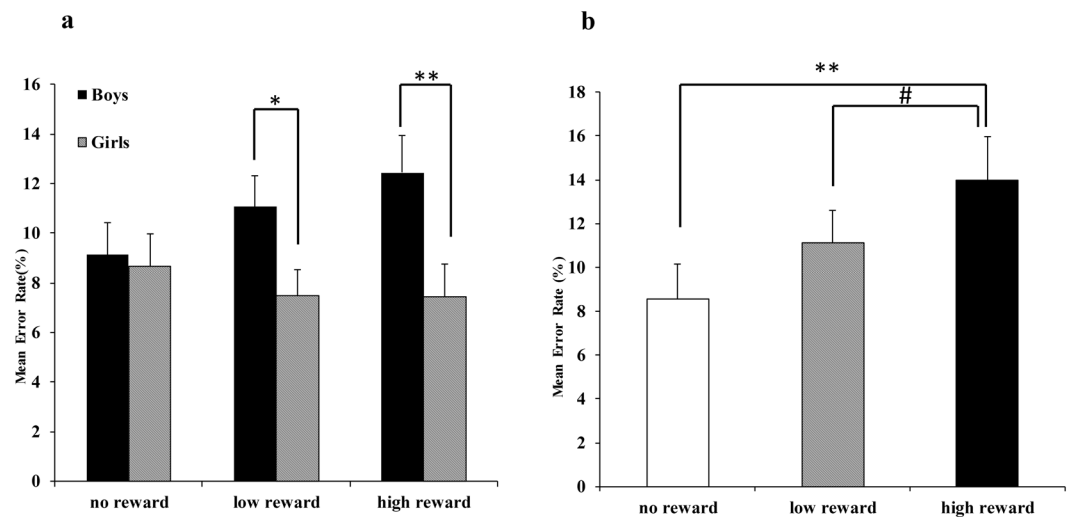 a
Mean Error Rate(%)
16
14
12
10
8
6
4
2
0
Boys
Girls
*
**
no reward
low reward
high reward
b
Mean Error Rate (%)
18
16
14
12
10
8
6
4
2
0
**
#
no reward
low reward
high reward